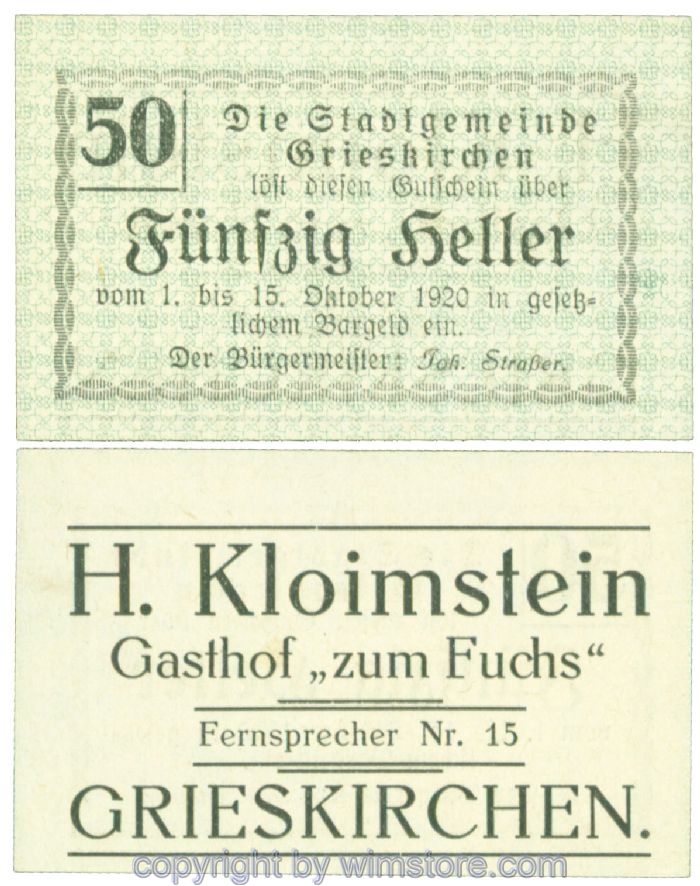 50
Die Stadtgemeinde
Grieskirchen
löst diesen Gutschein über
Fünfzig Heller
vom 1. bis 15. Oktober 1920 in gesetz=
lichem Bargeld ein.
Der Bürgermeister: Joh. Straßer.
H. Kloimstein
Gasthof „zum Fuchs“
Fernsprecher Nr. 15
GRIESKIRCHEN.
copyright by wimstore.com